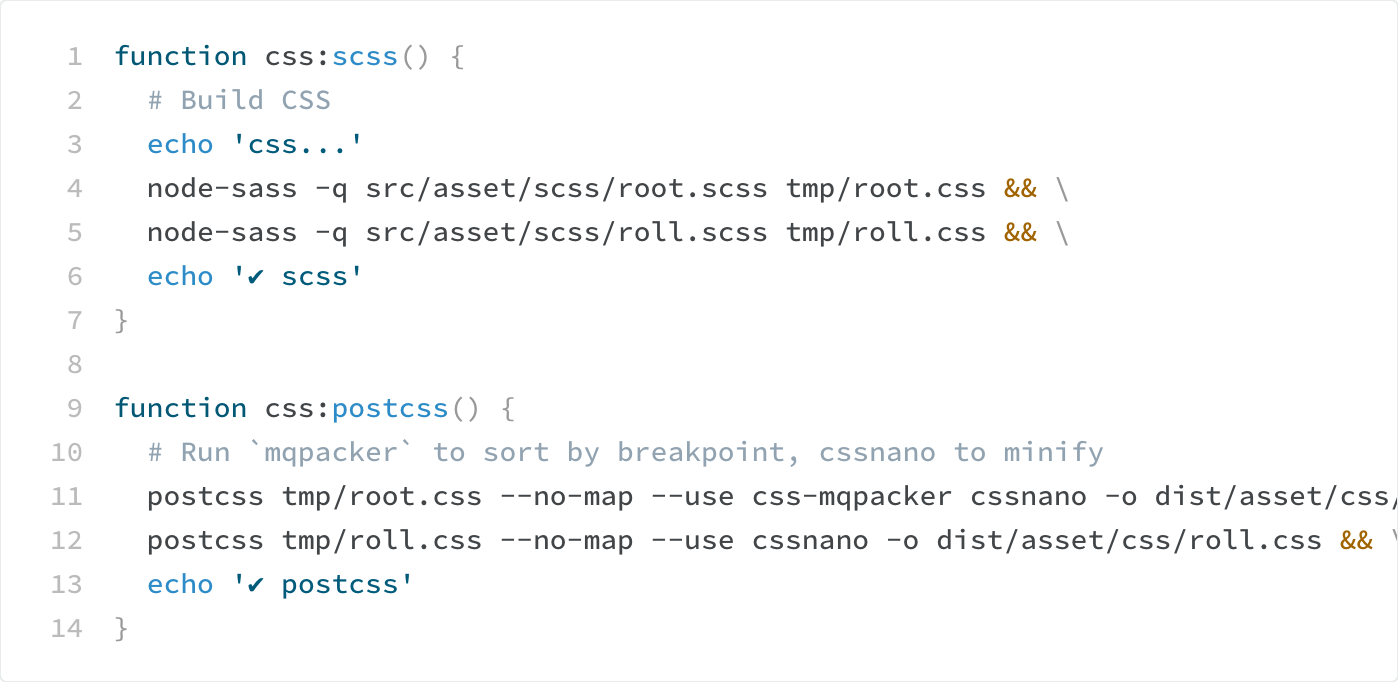 1 function css:scss() {
2 # Build CSS
3 echo 'css...'
4 node-sass -q src/asset/scss/root.scss tmp/root.css && \
5 node-sass -q src/asset/scss/roll.scss tmp/roll.css && \
6 echo '✔ scss'
7 }
8
9 function css:postcss() {
10 # Run `mqpacker` to sort by breakpoint, cssnano to minify
11 postcss tmp/root.css --no-map --use css-mqpacker cssnano -o dist/asset/css/
12 postcss tmp/roll.css --no-map --use cssnano -o dist/asset/css/roll.css && \
13 echo '✔ postcss'
14 }